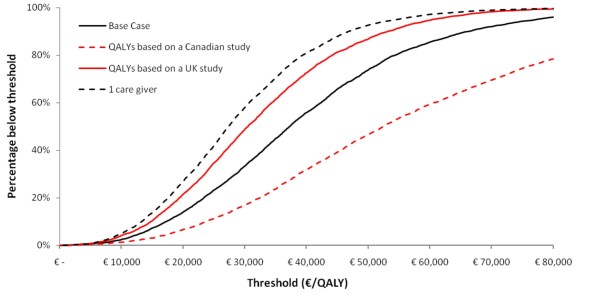 100%
80%
60%
40%
20%
0%
Percentage below threshold
Base Case
QALYs based on a Canadian study
QALYs based on a UK study
1 care giver
€ - € 10,000 € 20,000 € 30,000 € 40,000 € 50,000 € 60,000 € 70,000 € 80,000
Threshold (€/QALY)